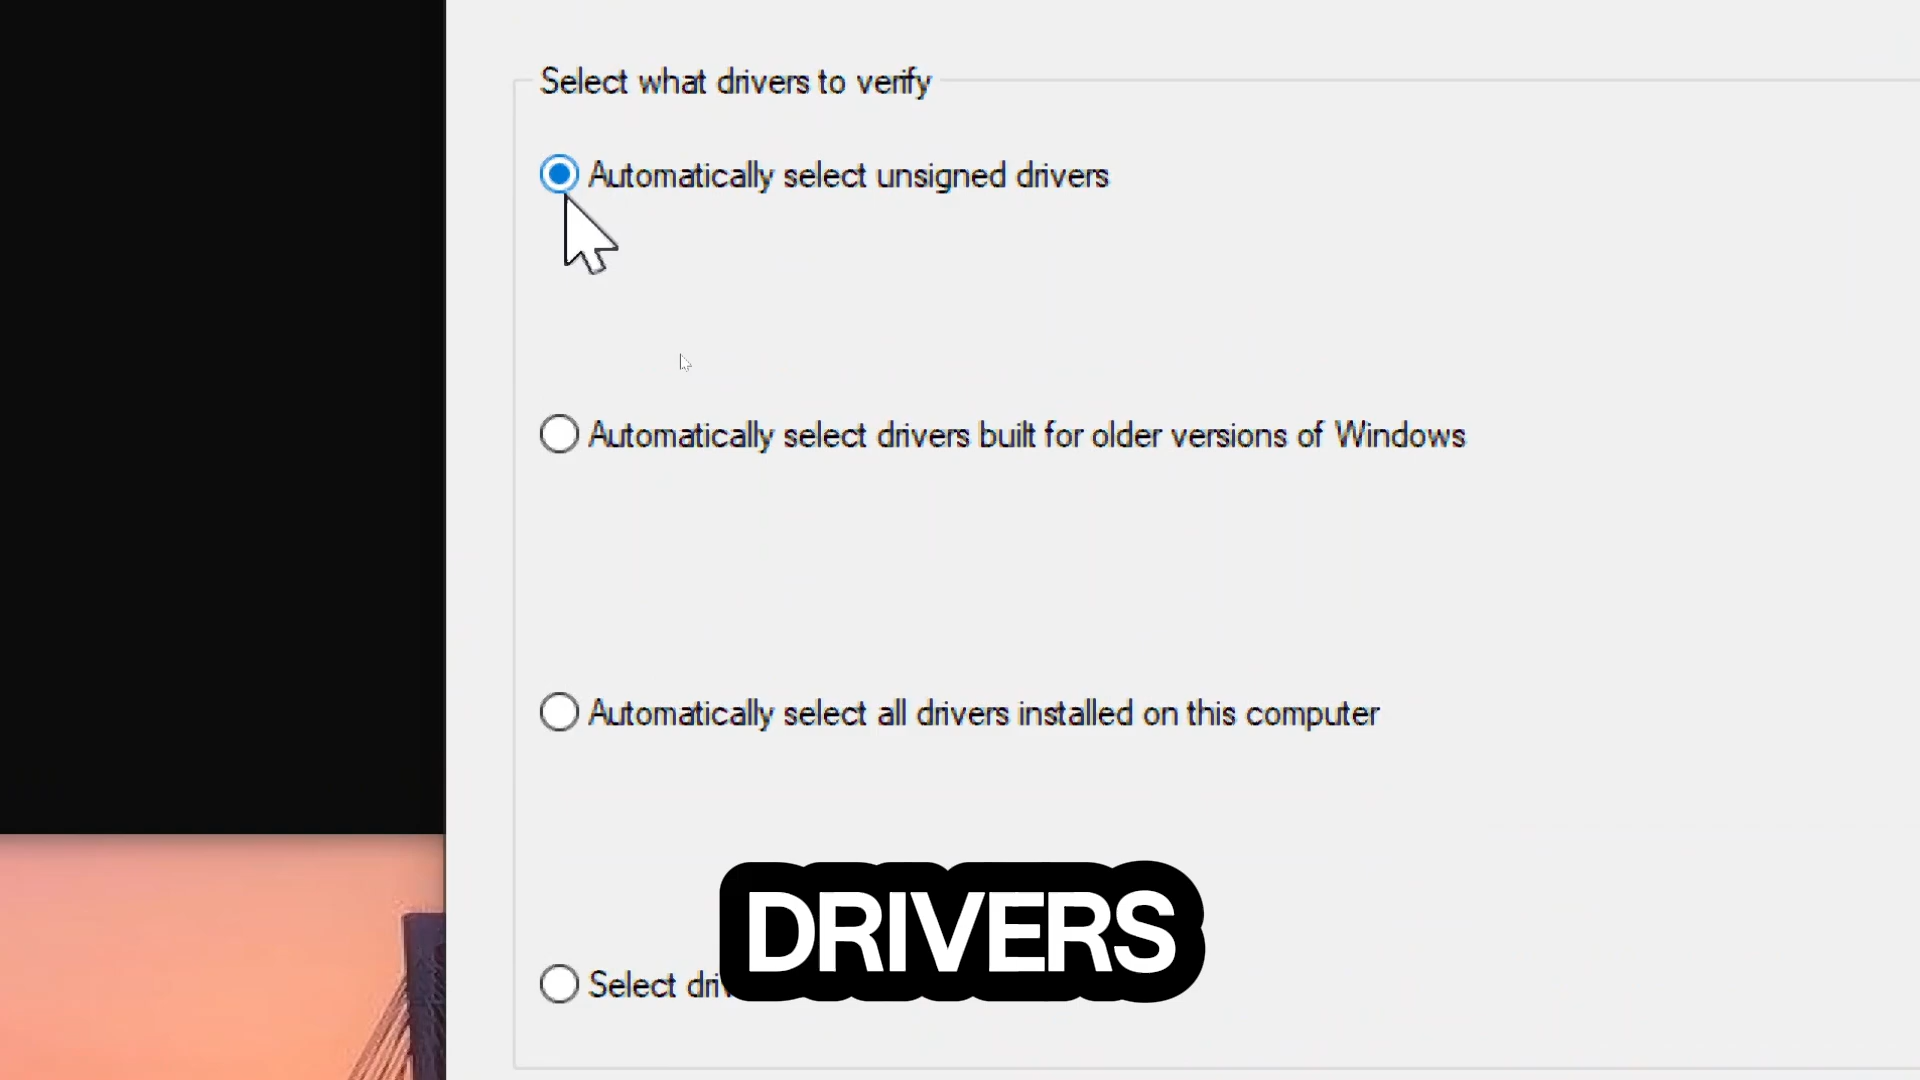 Select what drivers to verify
Automatically select unsigned drivers
Automatically select drivers built for older versions of Windows
Automatically select all drivers installed on this computer
Select
DRIVERS